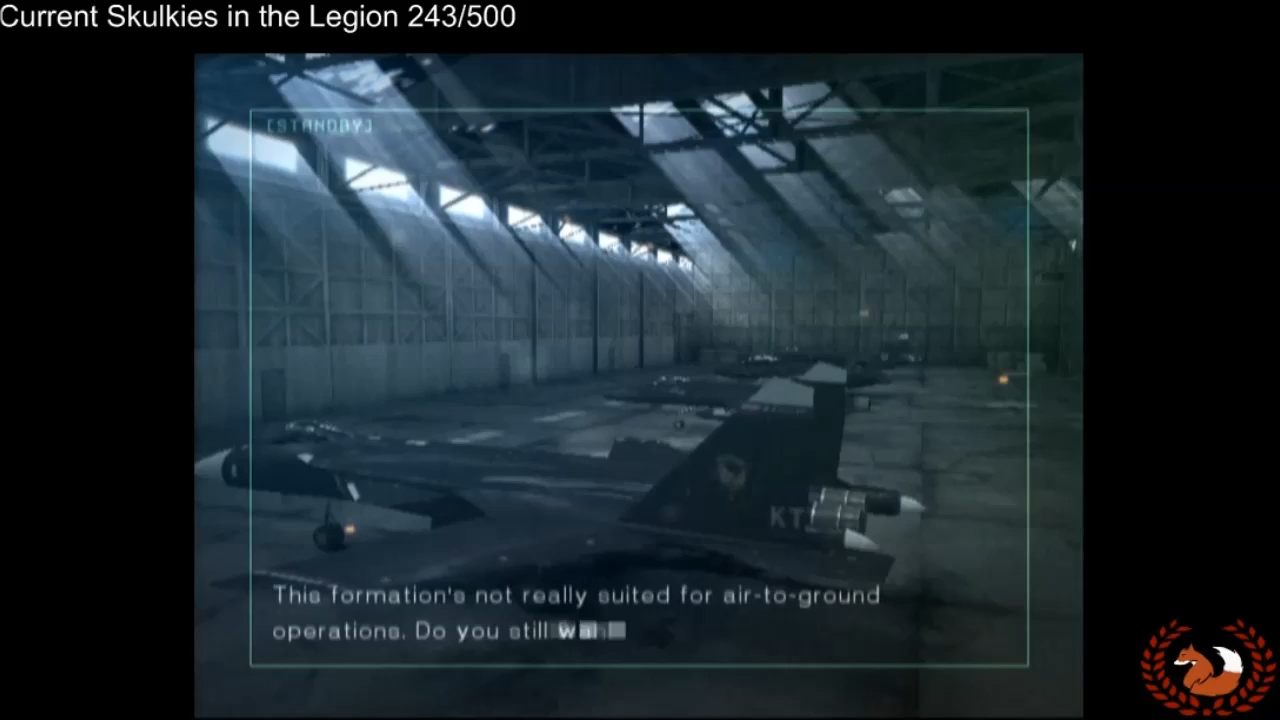 Current Skulkies in the Legion 243/500
[STANDBY]
KT
This formation's not really suited for air-to-ground
operations. Do you still